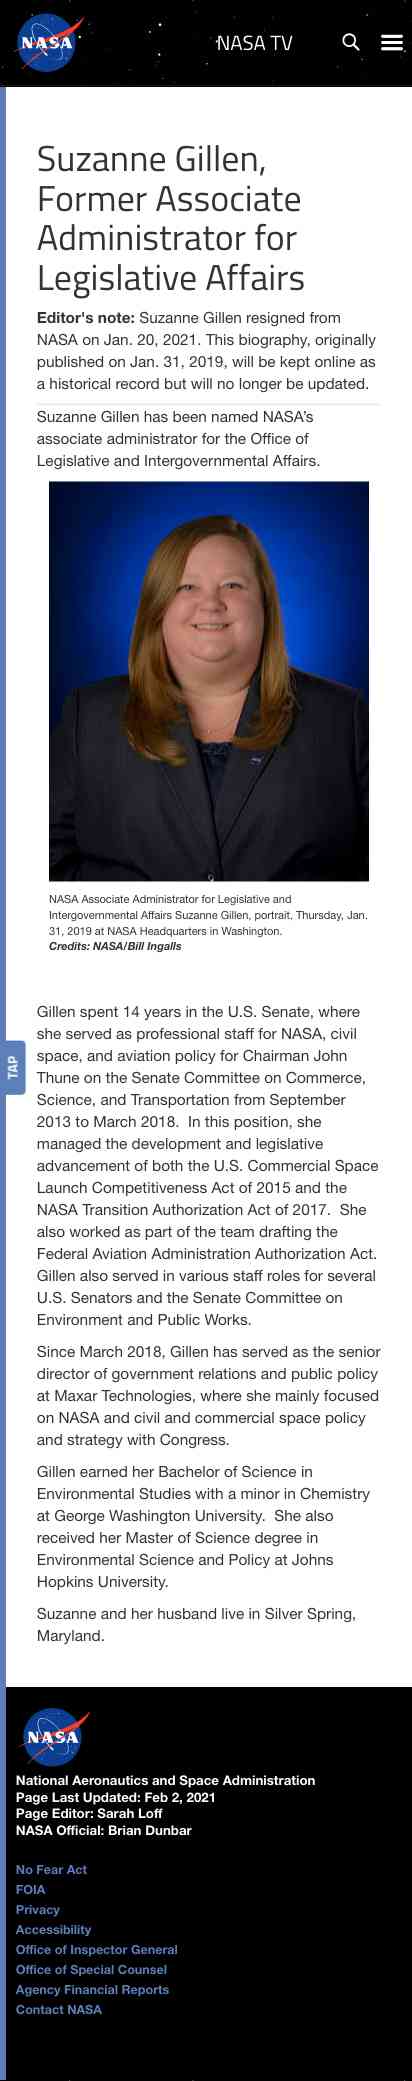 NASA
NASA TV
Suzanne Gillen,
Former Associate
Administrator for
Legislative Affairs
Editor's note: Suzanne Gillen resigned from
NASA on Jan. 20, 2021. This biography, originally
published on Jan. 31, 2019, will be kept online as
a historical record but will no longer be updated.
Suzanne Gillen has been named NASA’s
associate administrator for the Office of
Legislative and Intergovernmental Affairs.
NASA Associate Administrator for Legislative and
Intergovernmental Affairs Suzanne Gillen, portrait, Thursday, Jan.
31, 2019 at NASA Headquarters in Washington.
Credits: NASA/Bill Ingalls
Gillen spent 14 years in the U.S. Senate, where
she served as professional staff for NASA, civil
space, and aviation policy for Chairman John
Thune on the Senate Committee on Commerce,
Science, and Transportation from September
2013 to March 2018.  In this position, she
managed the development and legislative
advancement of both the U.S. Commercial Space
Launch Competitiveness Act of 2015 and the
NASA Transition Authorization Act of 2017.  She
also worked as part of the team drafting the
Federal Aviation Administration Authorization Act.
Gillen also served in various staff roles for several
U.S. Senators and the Senate Committee on
Environment and Public Works.
TAP
Since March 2018, Gillen has served as the senior
director of government relations and public policy
at Maxar Technologies, where she mainly focused
on NASA and civil and commercial space policy
and strategy with Congress.
Gillen earned her Bachelor of Science in
Environmental Studies with a minor in Chemistry
at George Washington University.  She also
received her Master of Science degree in
Environmental Science and Policy at Johns
Hopkins University.
Suzanne and her husband live in Silver Spring,
Maryland.
NASA
National Aeronautics and Space Administration
Page Last Updated: Feb 2, 2021
Page Editor: Sarah Loff
NASA Official: Brian Dunbar
No Fear Act
FOIA
Privacy
Accessibility
Office of Inspector General
Office of Special Counsel
Agency Financial Reports
Contact NASA